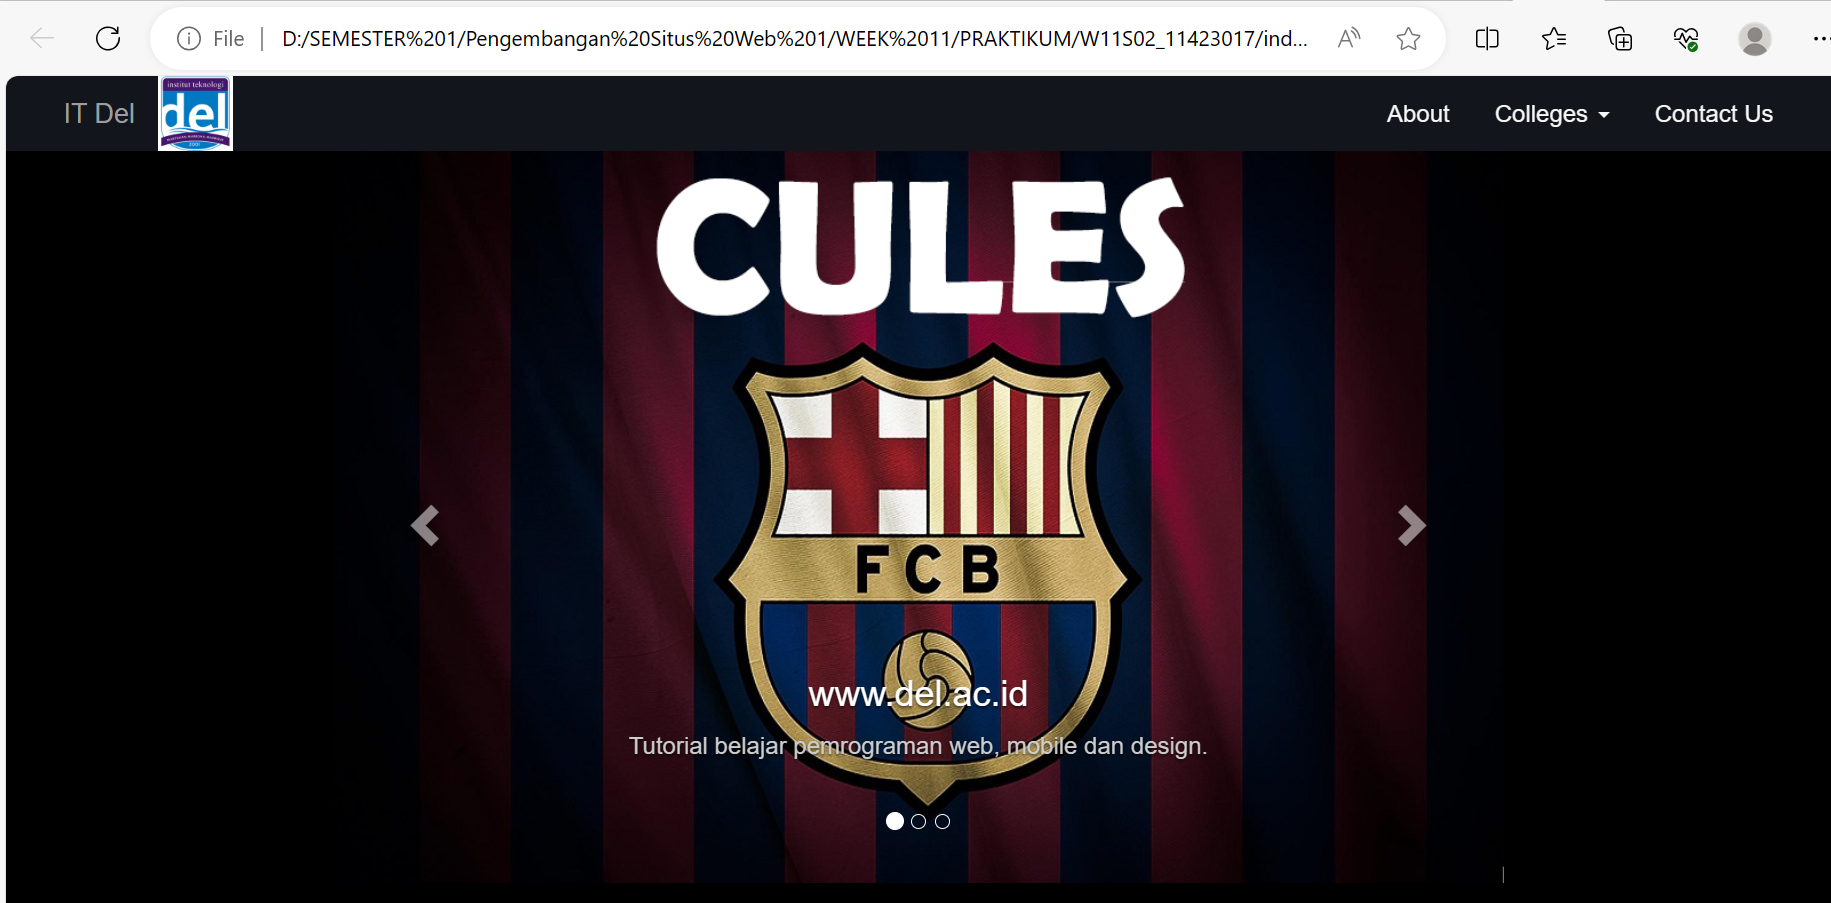 File
D:/SEMESTER%201/Pengembangan%20Situs%20Web%201/WEEK%2011/PRAKTIKUM/W11S02_11423017/ind...
IT Del
institut teknologi
del
2001
About
Colleges
Contact Us
CULES
FCB
www.del.ac.id
Tutorial belajar pemrograman web, mobile dan design.